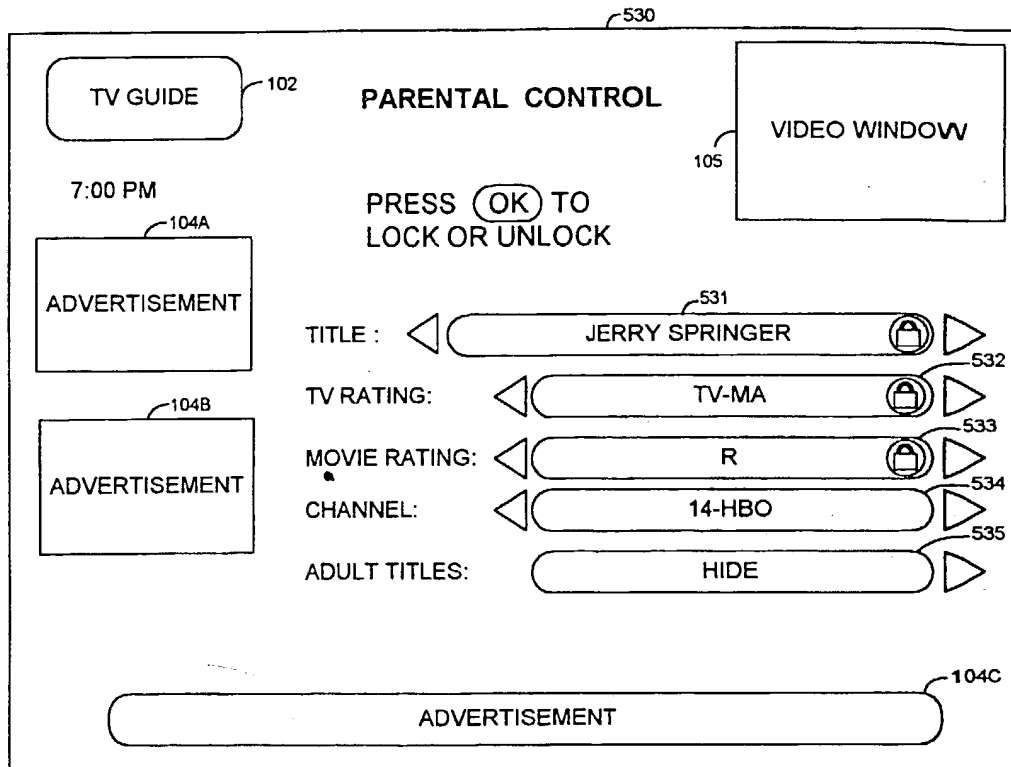 530
TV GUIDE
102
PARENTAL CONTROL
VIDEO WINDOW
105
7:00 PM
PRESS OK TO
LOCK OR UNLOCK
104A
ADVERTISEMENT
531
TITLE : JERRY SPRINGER
532
TV RATING: TV-MA
104B
ADVERTISEMENT
533
MOVIE RATING: R
534
CHANNEL: 14-HBO
535
ADULT TITLES: HIDE
104C
ADVERTISEMENT